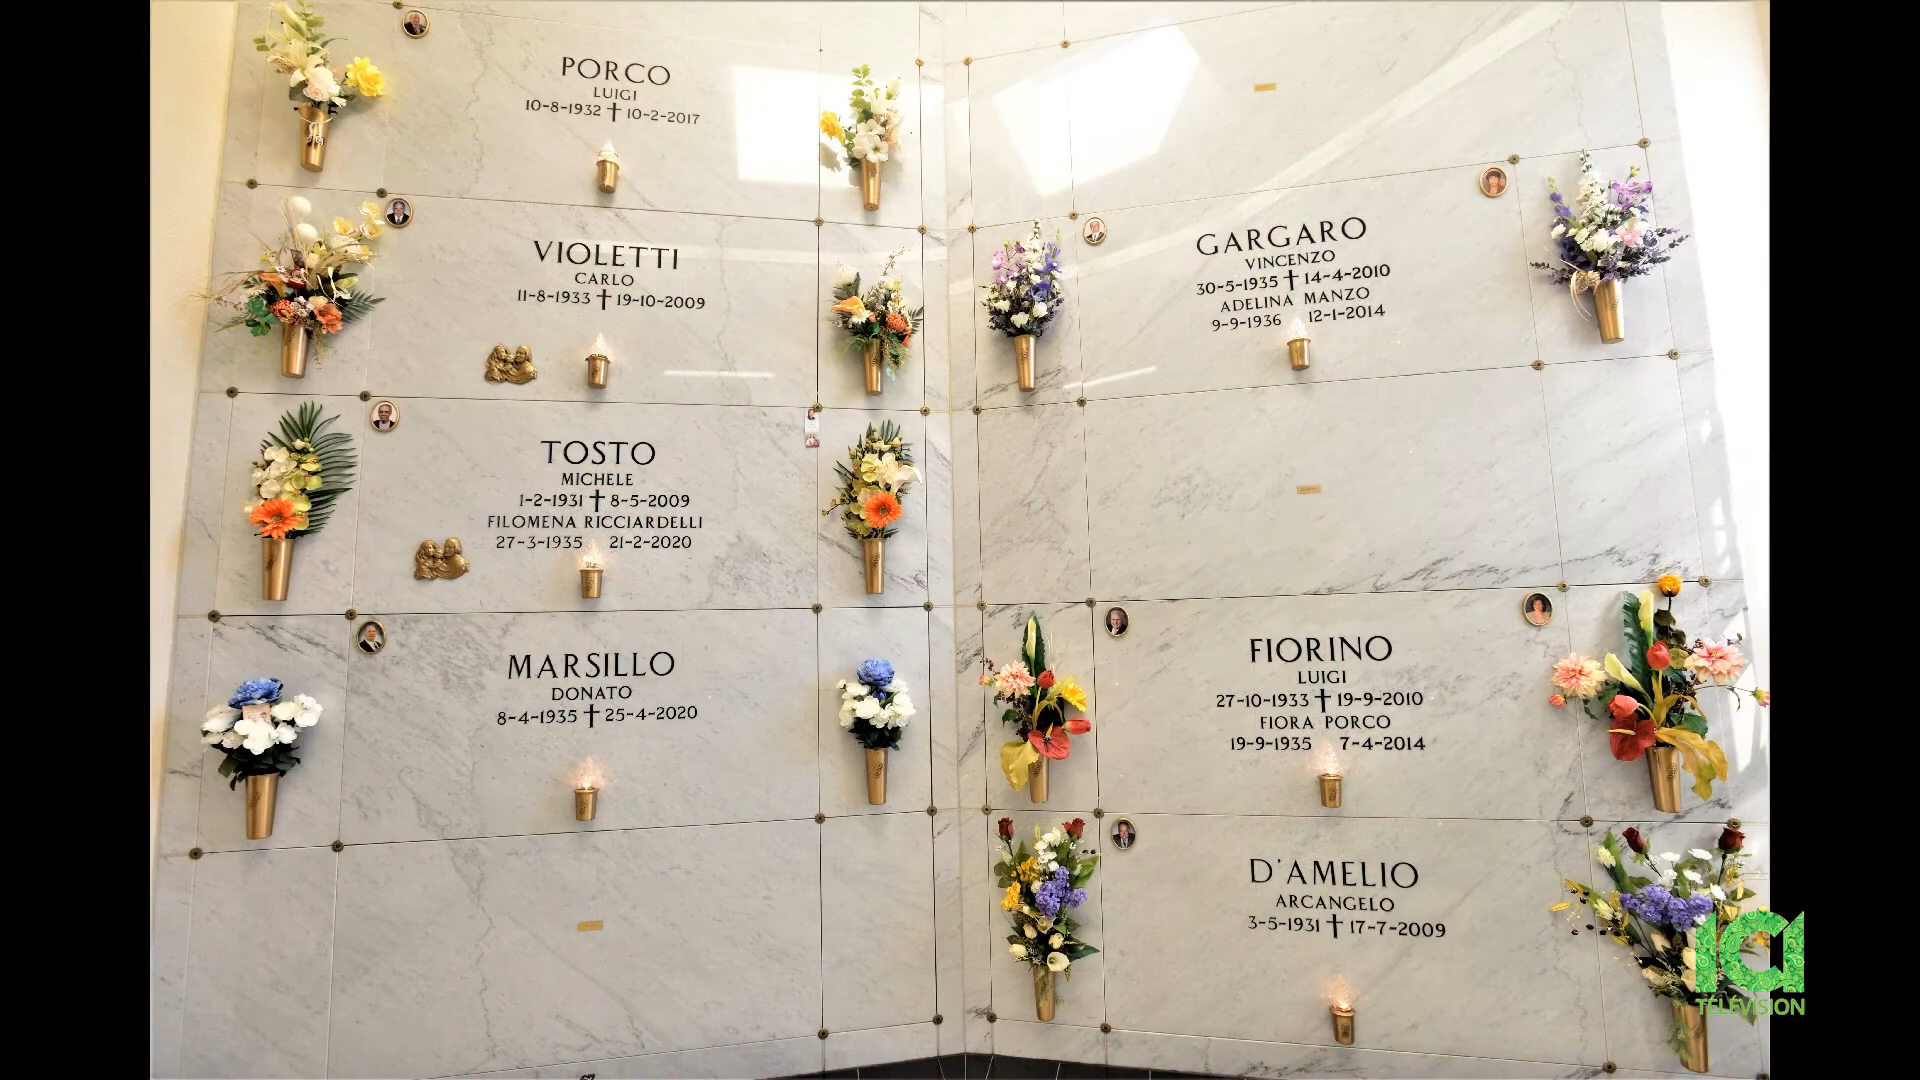 PORCO
LUIGI
10-8-1932 † 10-2-2017
VIOLETTI
CARLO
11-8-1933 † 19-10-2009
TOSTO
MICHELE
1-2-1931 † 8-5-2009
FILOMENA RICCIARDELLI
27-3-1935 21-2-2020
MARSILLO
DONATO
8-4-1935 † 25-4-2020
GARGARO
VINCENZO
30-5-1935 † 14-4-2010
ADELINA MANZO
9-9-1936 12-1-2014
FIORINO
LUIGI
27-10-1933 † 19-9-2010
FIORA PORCO
19-9-1935 7-4-2014
D'AMELIO
ARCANGELO
3-5-1931 † 17-7-2009
ICI
TÉLÉVISION